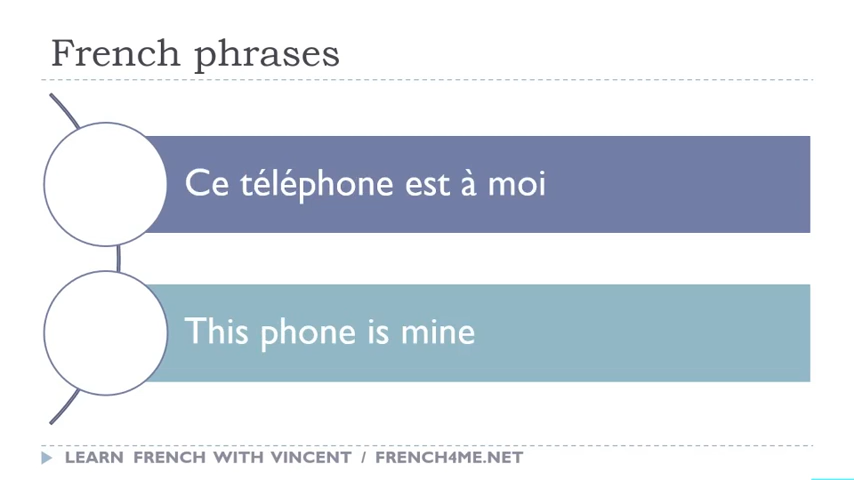 French phrases
Ce téléphone est à moi
This phone is mine
LEARN FRENCH WITH VINCENT / FRENCH4ME.NET